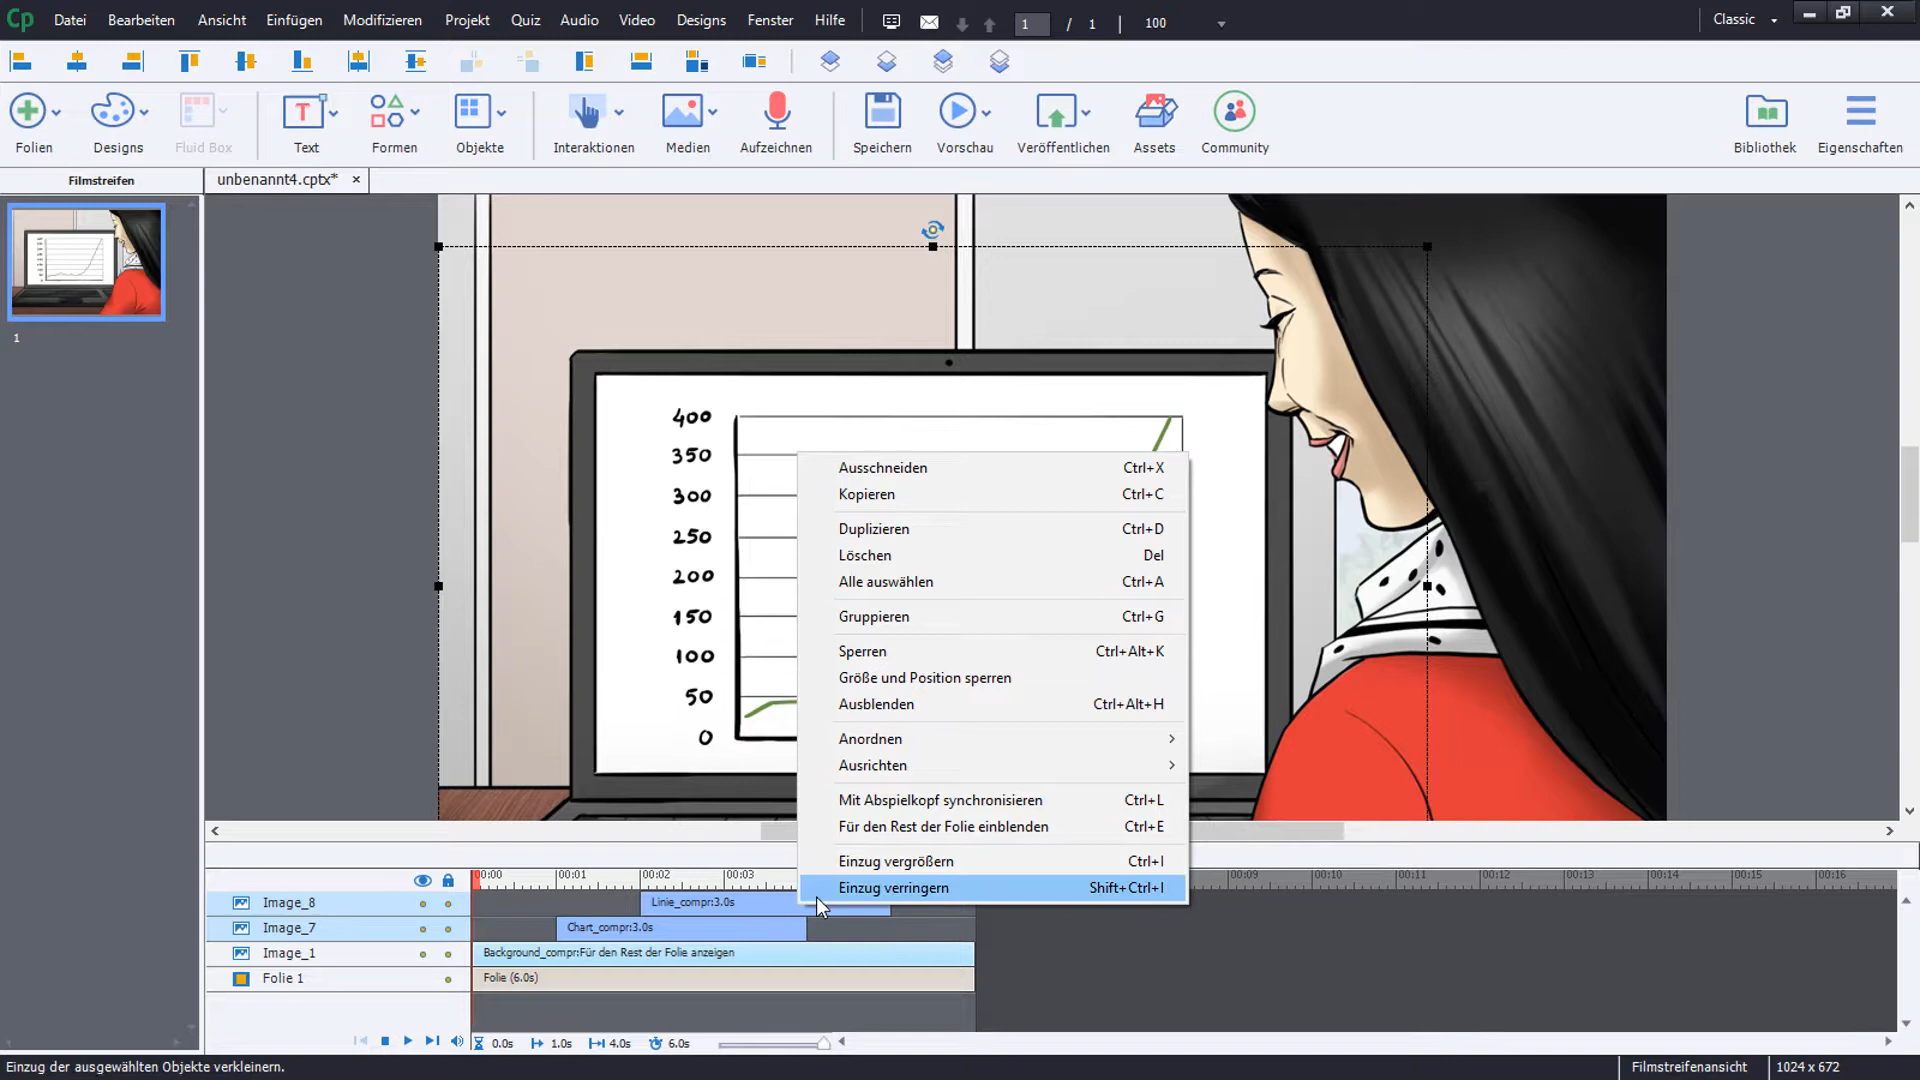 Cp Datei Bearbeiten Ansicht Einfügen Modifizieren Projekt Quiz Audio Video Designs Fenster Hilfe 1 / 1 100 Classic
Folien Designs Fluid Box Text Formen Objekte Interaktionen Medien Aufzeichnen Speichern Vorschau Veröffentlichen Assets Community Bibliothek Eigenschaften
Filmstreifen unbenannt4.cptx* ×
1
400
350
300
250
200
150
100
50
0
Ausschneiden Ctrl+X
Kopieren Ctrl+C
Duplizieren Ctrl+D
Löschen Del
Alle auswählen Ctrl+A
Gruppieren Ctrl+G
Sperren Ctrl+Alt+K
Größe und Position sperren
Ausblenden Ctrl+Alt+H
Anordnen
Ausrichten
Mit Abspielkopf synchronisieren Ctrl+L
Für den Rest der Folie einblenden Ctrl+E
Einzug vergrößern Ctrl+I
Einzug verringern Shift+Ctrl+I
00:00 00:01 00:02 00:03 00:09 00:10 00:11 00:12 00:13 00:14 00:15 00:16
Image_8 Linie_compr:3.0s
Image_7 Chart_compr:3.0s
Image_1 Background_compr:Für den Rest der Folie anzeigen
Folie 1 Folie (6.0s)
0.0s 1.0s 4.0s 6.0s
Einzug der ausgewählten Objekte verkleinern. Filmstreifenansicht 1024 x 672